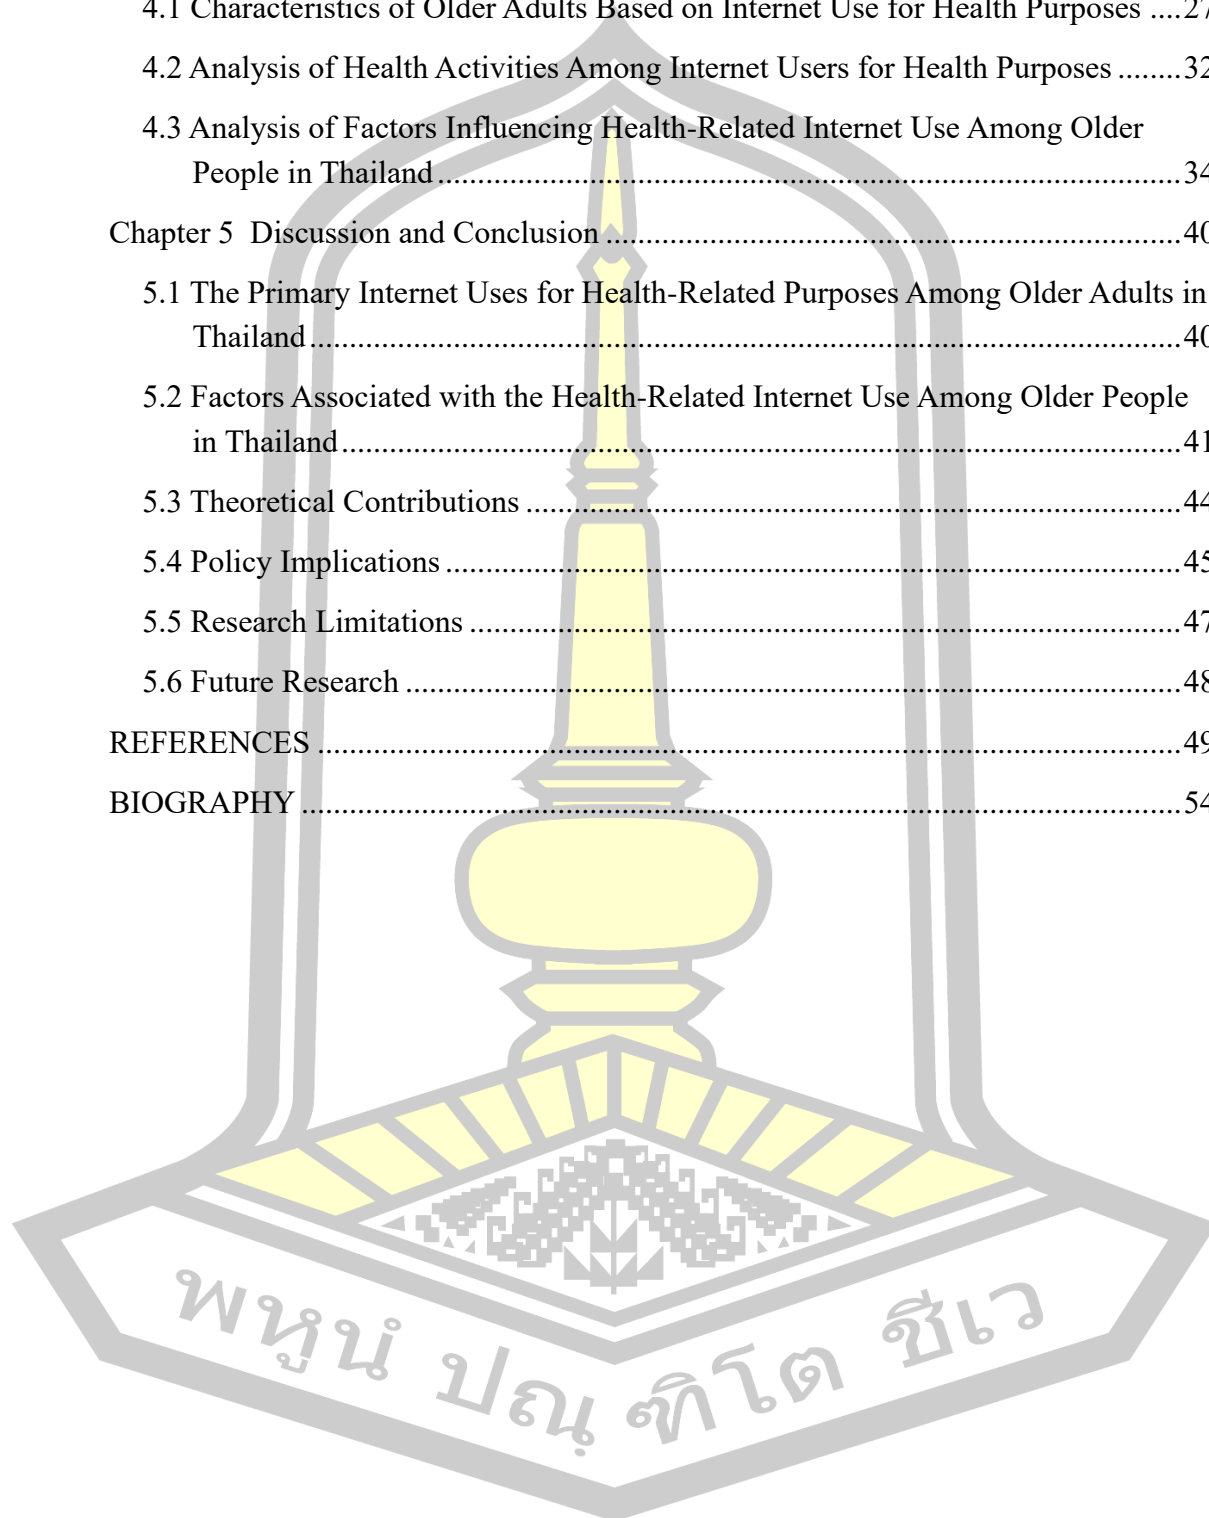 4.1 Characteristics of Older Adults Based on Internet Use for Health Purposes ....27
4.2 Analysis of Health Activities Among Internet Users for Health Purposes ........32
4.3 Analysis of Factors Influencing Health-Related Internet Use Among Older
People in Thailand...............................................................................................34
Chapter 5  Discussion and Conclusion .........................................................................40
5.1 The Primary Internet Uses for Health-Related Purposes Among Older Adults in
Thailand...............................................................................................................40
5.2 Factors Associated with the Health-Related Internet Use Among Older People
in Thailand...........................................................................................................41
5.3 Theoretical Contributions ...................................................................................44
5.4 Policy Implications .............................................................................................45
5.5 Research Limitations ..........................................................................................47
5.6 Future Research ..................................................................................................48
REFERENCES ..............................................................................................................49
BIOGRAPHY ................................................................................................................54
พหูนํ ปณฺ ฑิโต ชีเว